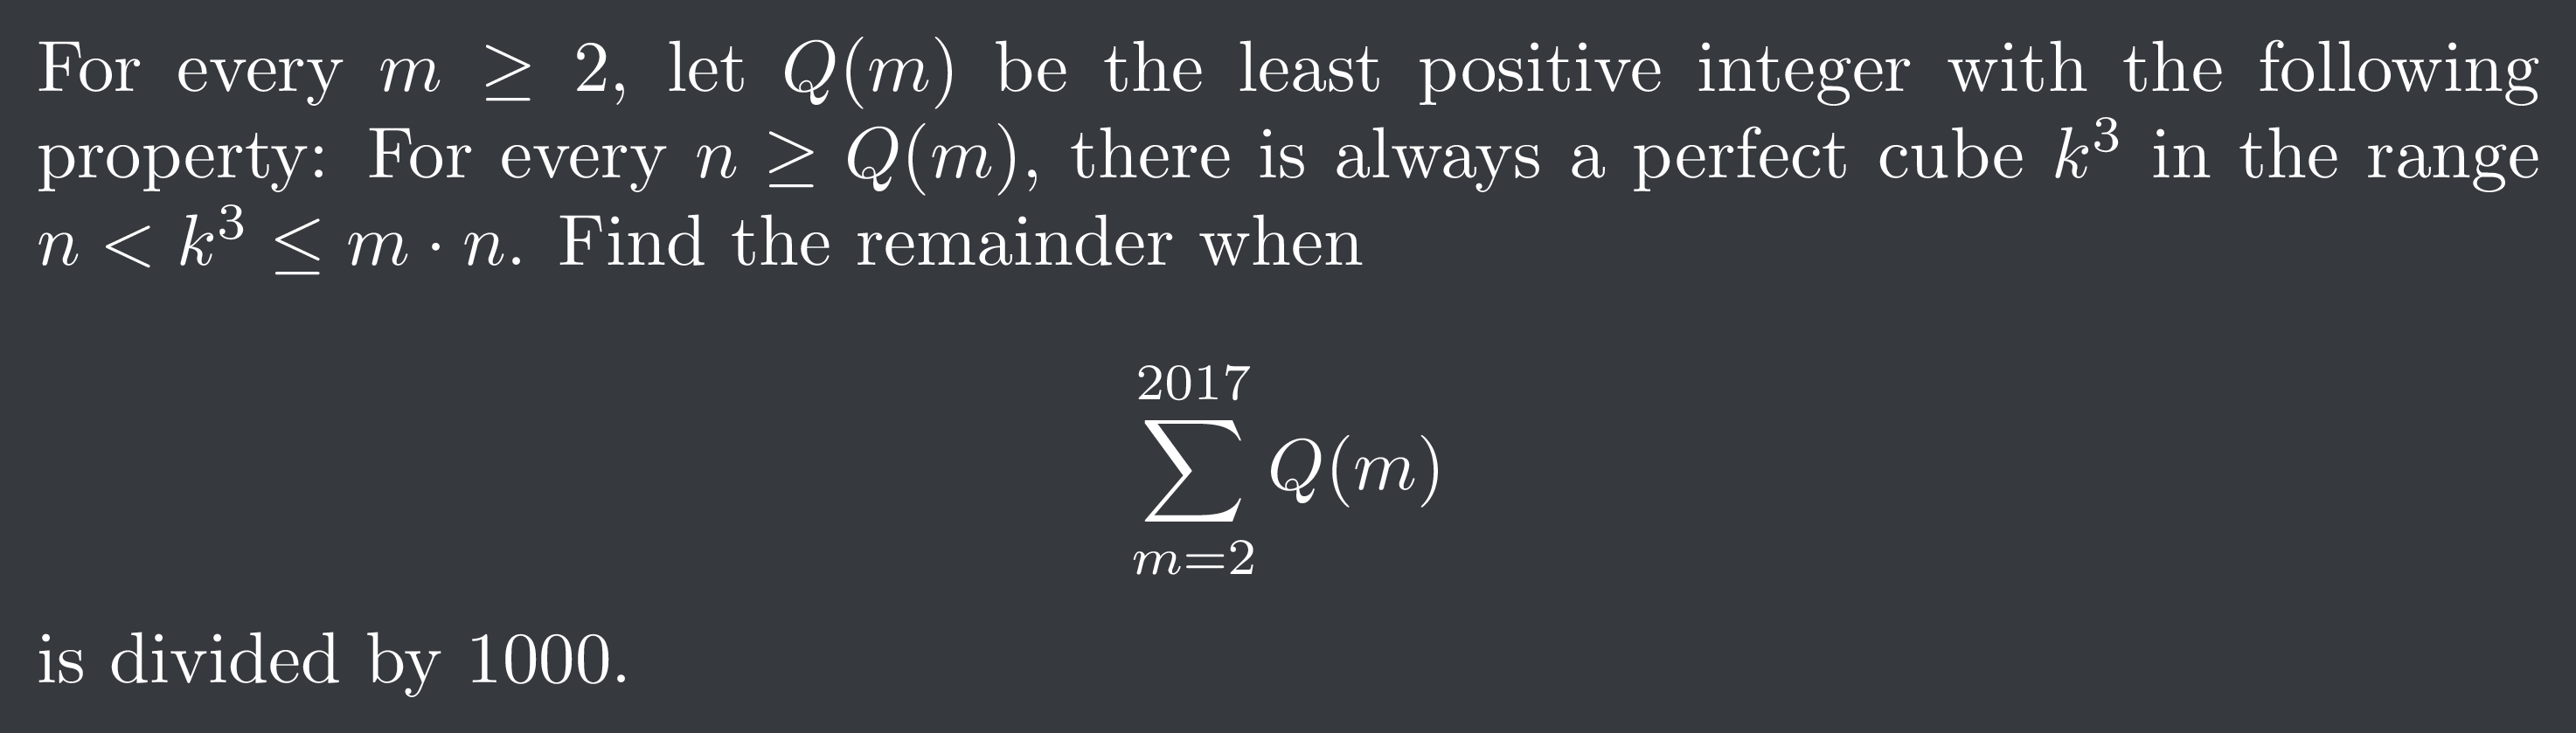 For every m ≥ 2, let Q(m) be the least positive integer with the following
property: For every n ≥ Q(m), there is always a perfect cube k³ in the range
n < k³ ≤ m · n. Find the remainder when
2017
∑ Q(m)
m=2
is divided by 1000.